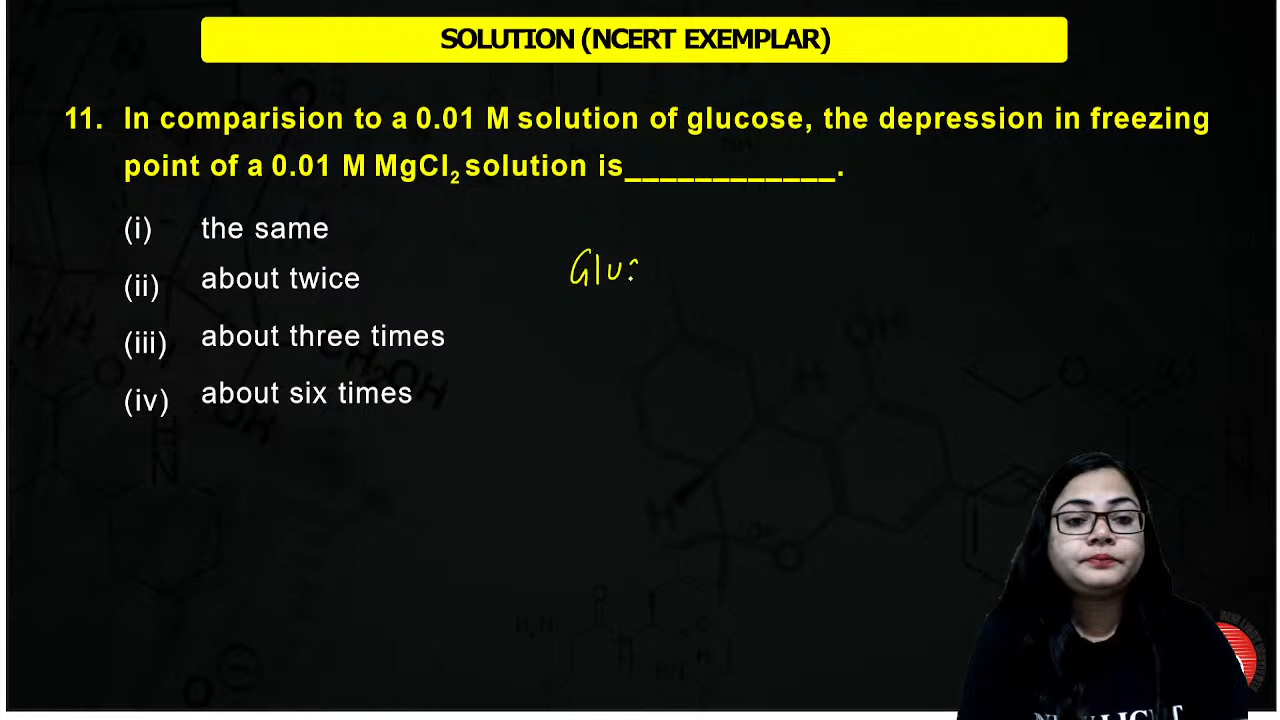 SOLUTION (NCERT EXEMPLAR)
11. In comparision to a 0.01 M solution of glucose, the depression in freezing
point of a 0.01 M MgCl₂ solution is____________.
(i) the same
(ii) about twice
(iii) about three times
(iv) about six times
Glu